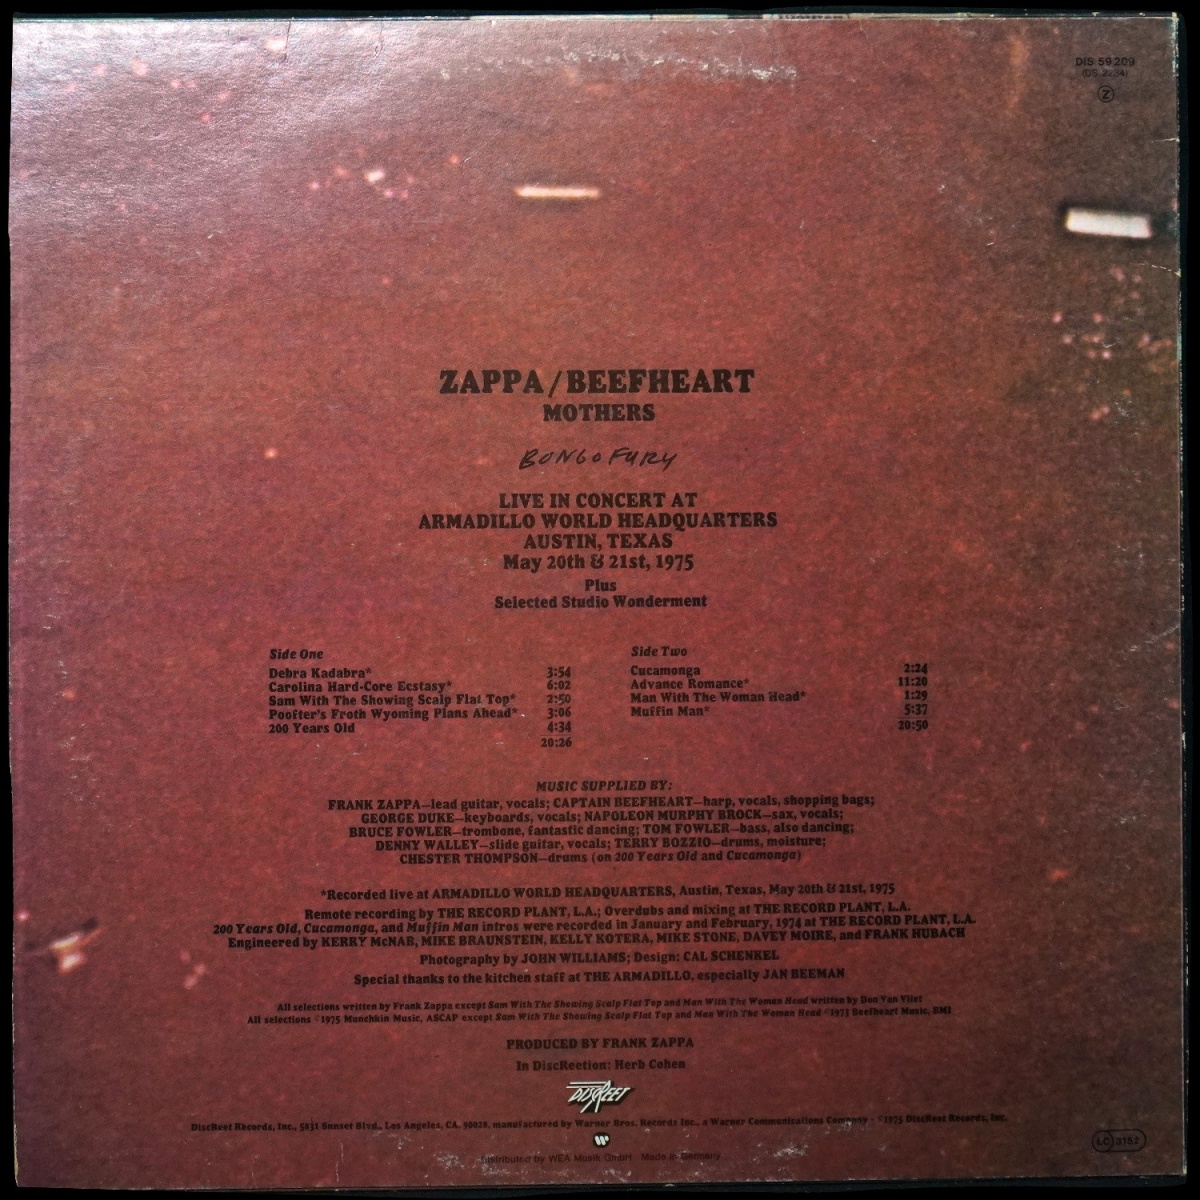 DIS 59 209
(DS 2234)
Z
ZAPPA/BEEFHEART
MOTHERS
BONGO FURY
LIVE IN CONCERT AT
ARMADILLO WORLD HEADQUARTERS
AUSTIN, TEXAS
May 20th & 21st, 1975
Plus
Selected Studio Wonderment
Side One
Debra Kadabra* 3:54
Carolina Hard-Core Ecstasy* 6:02
Sam With The Showing Scalp Flat Top* 2:50
Poofter's Froth Wyoming Plans Ahead* 3:06
200 Years Old 4:34
20:26
Side Two
Cucamonga 2:24
Advance Romance* 11:20
Man With The Woman Head* 1:29
Muffin Man* 5:37
20:50
MUSIC SUPPLIED BY:
FRANK ZAPPA—lead guitar, vocals; CAPTAIN BEEFHEART—harp, vocals, shopping bags;
GEORGE DUKE—keyboards, vocals; NAPOLEON MURPHY BROCK—sax, vocals;
BRUCE FOWLER—trombone, fantastic dancing; TOM FOWLER—bass, also dancing;
DENNY WALLEY—slide guitar, vocals; TERRY BOZZIO—drums, moisture;
CHESTER THOMPSON—drums (on 200 Years Old and Cucamonga)
*Recorded live at ARMADILLO WORLD HEADQUARTERS, Austin, Texas, May 20th & 21st, 1975
Remote recording by THE RECORD PLANT, L.A.; Overdubs and mixing at THE RECORD PLANT, L.A.
200 Years Old, Cucamonga, and Muffin Man intros were recorded in January and February, 1974 at THE RECORD PLANT, L.A.
Engineered by KERRY McNAB, MIKE BRAUNSTEIN, KELLY KOTERA, MIKE STONE, DAVEY MOIRE, and FRANK HUBACH
Photography by JOHN WILLIAMS; Design: CAL SCHENKEL
Special thanks to the kitchen staff at THE ARMADILLO, especially JAN BEEMAN
All selections written by Frank Zappa except Sam With The Showing Scalp Flat Top and Man With The Woman Head written by Don Van Vliet
All selections ©1975 Munchkin Music, ASCAP except Sam With The Showing Scalp Flat Top and Man With The Woman Head ©1973 Beefheart Music, BMI
PRODUCED BY FRANK ZAPPA
In DiscReetion: Herb Cohen
DISCREET
DiscReet Records, Inc., 5831 Sunset Blvd., Los Angeles, CA. 90028, manufactured by Warner Bros. Records Inc., a Warner Communications Company · ©1975 DiscReet Records, Inc.
Distributed by WEA Musik GmbH Made in Germany
LC 3152